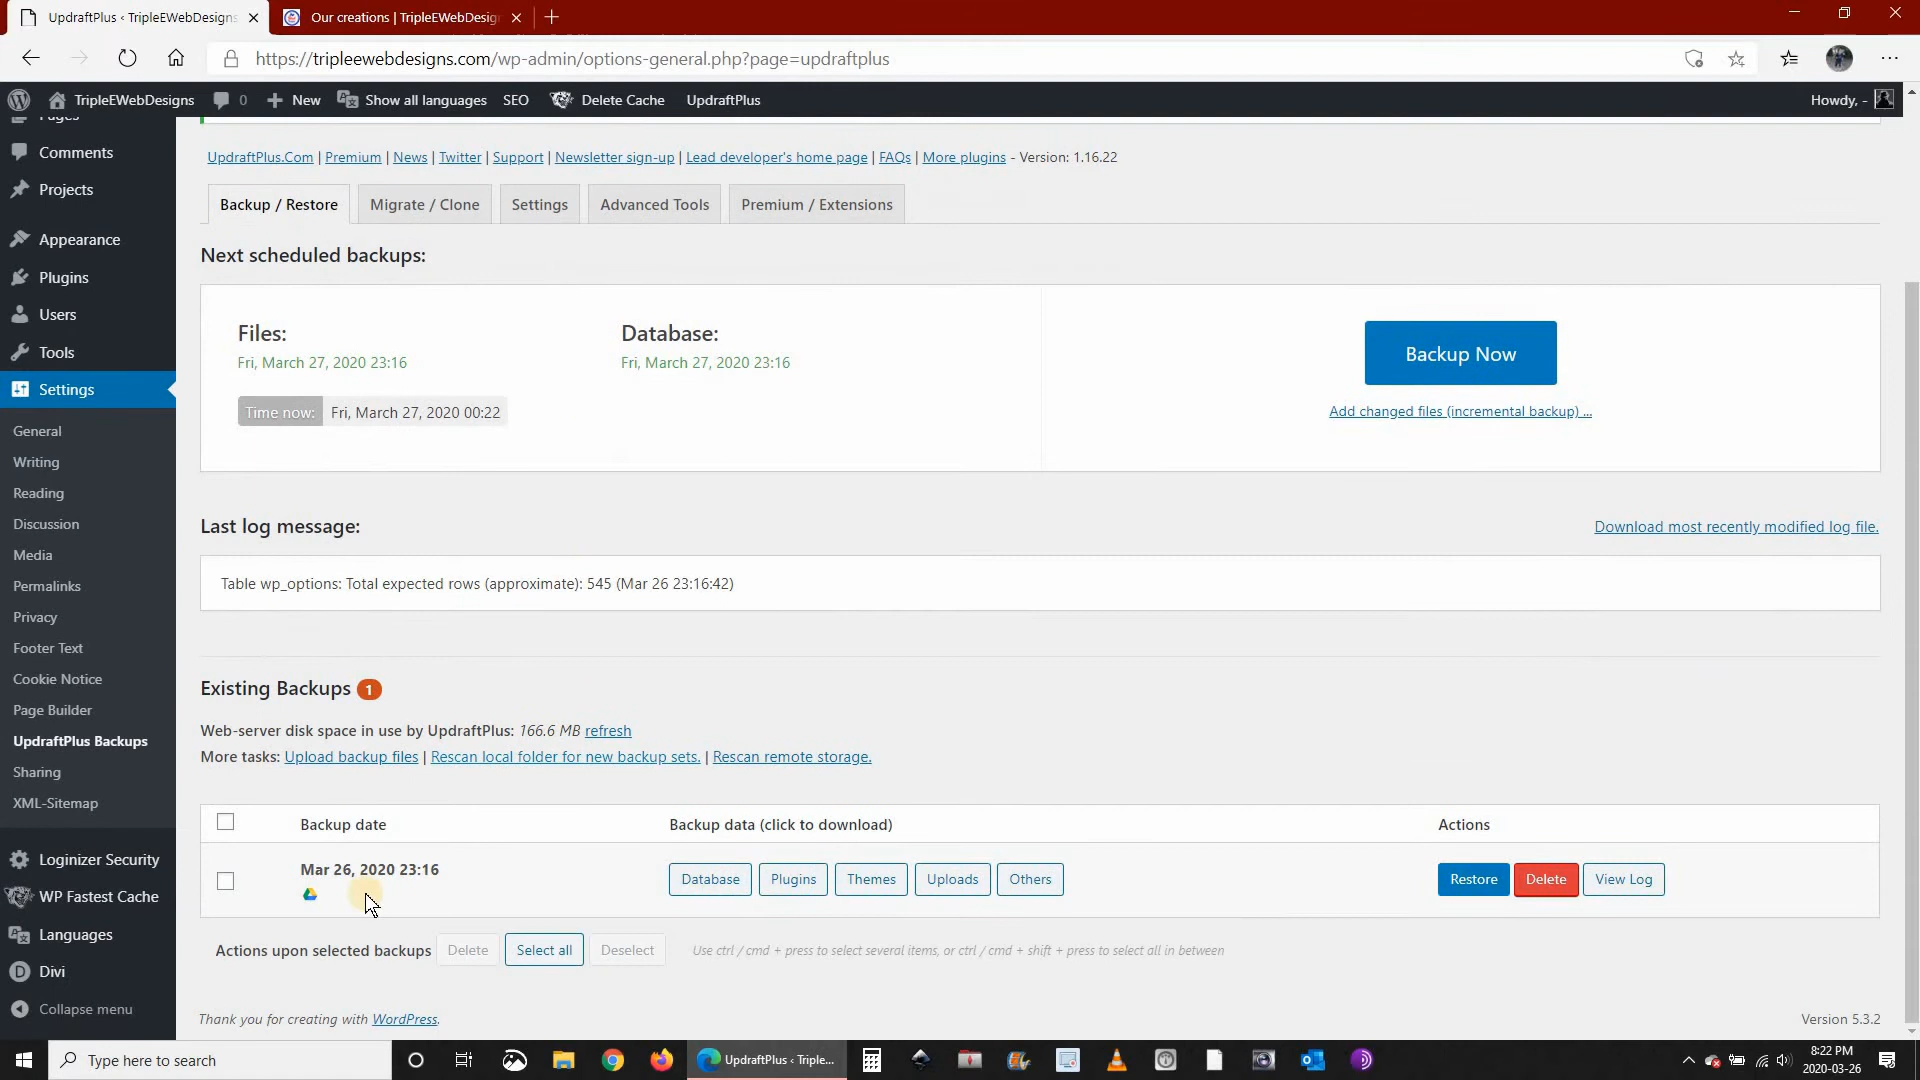 UpdraftPlus ‹ TripleEWebDesigns
Our creations | TripleEWebDesig
https://tripleewebdesigns.com/wp-admin/options-general.php?page=updraftplus
TripleEWebDesigns 0 New Show all languages SEO Delete Cache UpdraftPlus Howdy, -
Pages
Comments
Projects
Appearance
Plugins
Users
Tools
Settings
General
Writing
Reading
Discussion
Media
Permalinks
Privacy
Footer Text
Cookie Notice
Page Builder
UpdraftPlus Backups
Sharing
XML-Sitemap
Loginizer Security
WP Fastest Cache
Languages
Divi
Collapse menu
UpdraftPlus.Com | Premium | News | Twitter | Support | Newsletter sign-up | Lead developer's home page | FAQs | More plugins - Version: 1.16.22
Backup / Restore Migrate / Clone Settings Advanced Tools Premium / Extensions
Next scheduled backups:
Files: Database:
Fri, March 27, 2020 23:16 Fri, March 27, 2020 23:16
Time now: Fri, March 27, 2020 00:22
Backup Now
Add changed files (incremental backup) ...
Last log message: Download most recently modified log file.
Table wp_options: Total expected rows (approximate): 545 (Mar 26 23:16:42)
Existing Backups 1
Web-server disk space in use by UpdraftPlus: 166.6 MB refresh
More tasks: Upload backup files | Rescan local folder for new backup sets. | Rescan remote storage.
Backup date Backup data (click to download) Actions
Mar 26, 2020 23:16 Database Plugins Themes Uploads Others Restore Delete View Log
Actions upon selected backups Delete Select all Deselect Use ctrl / cmd + press to select several items, or ctrl / cmd + shift + press to select all in between
Thank you for creating with WordPress. Version 5.3.2
Type here to search
UpdraftPlus ‹ Triple...
8:22 PM
2020-03-26